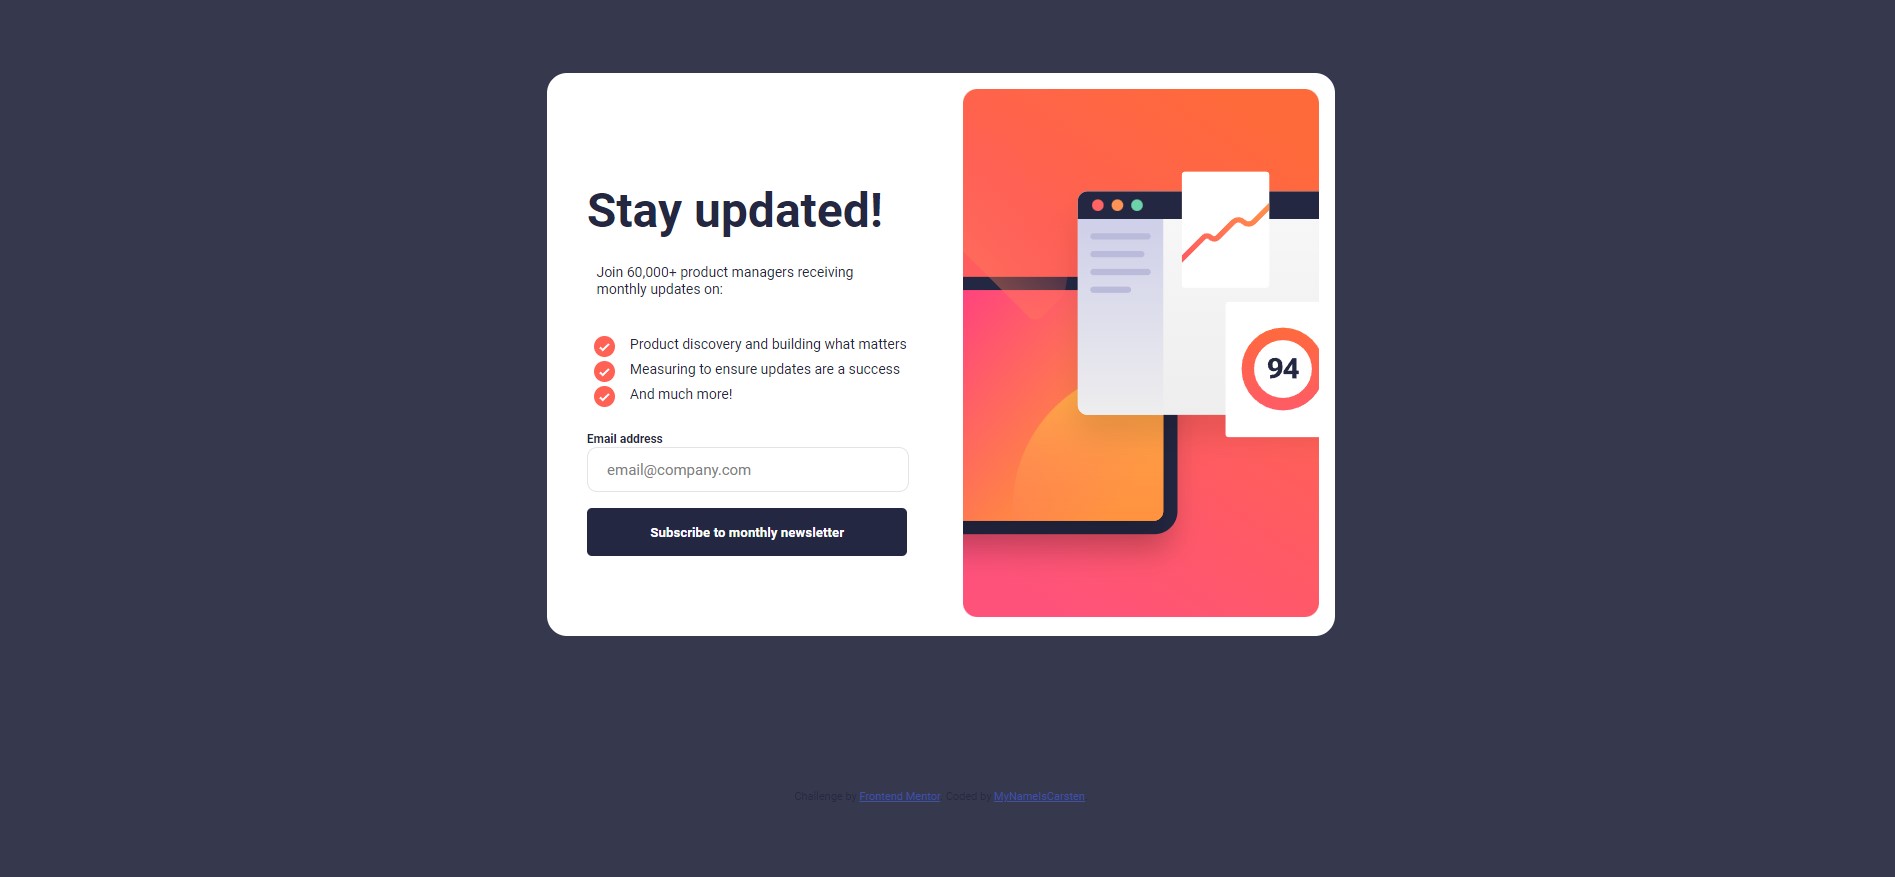 Stay updated!
Join 60,000+ product managers receiving
monthly updates on:
Product discovery and building what matters
Measuring to ensure updates are a success
And much more!
Email address
email@company.com
Subscribe to monthly newsletter
94
Challenge by Frontend Mentor. Coded by MyNameIsCarsten.